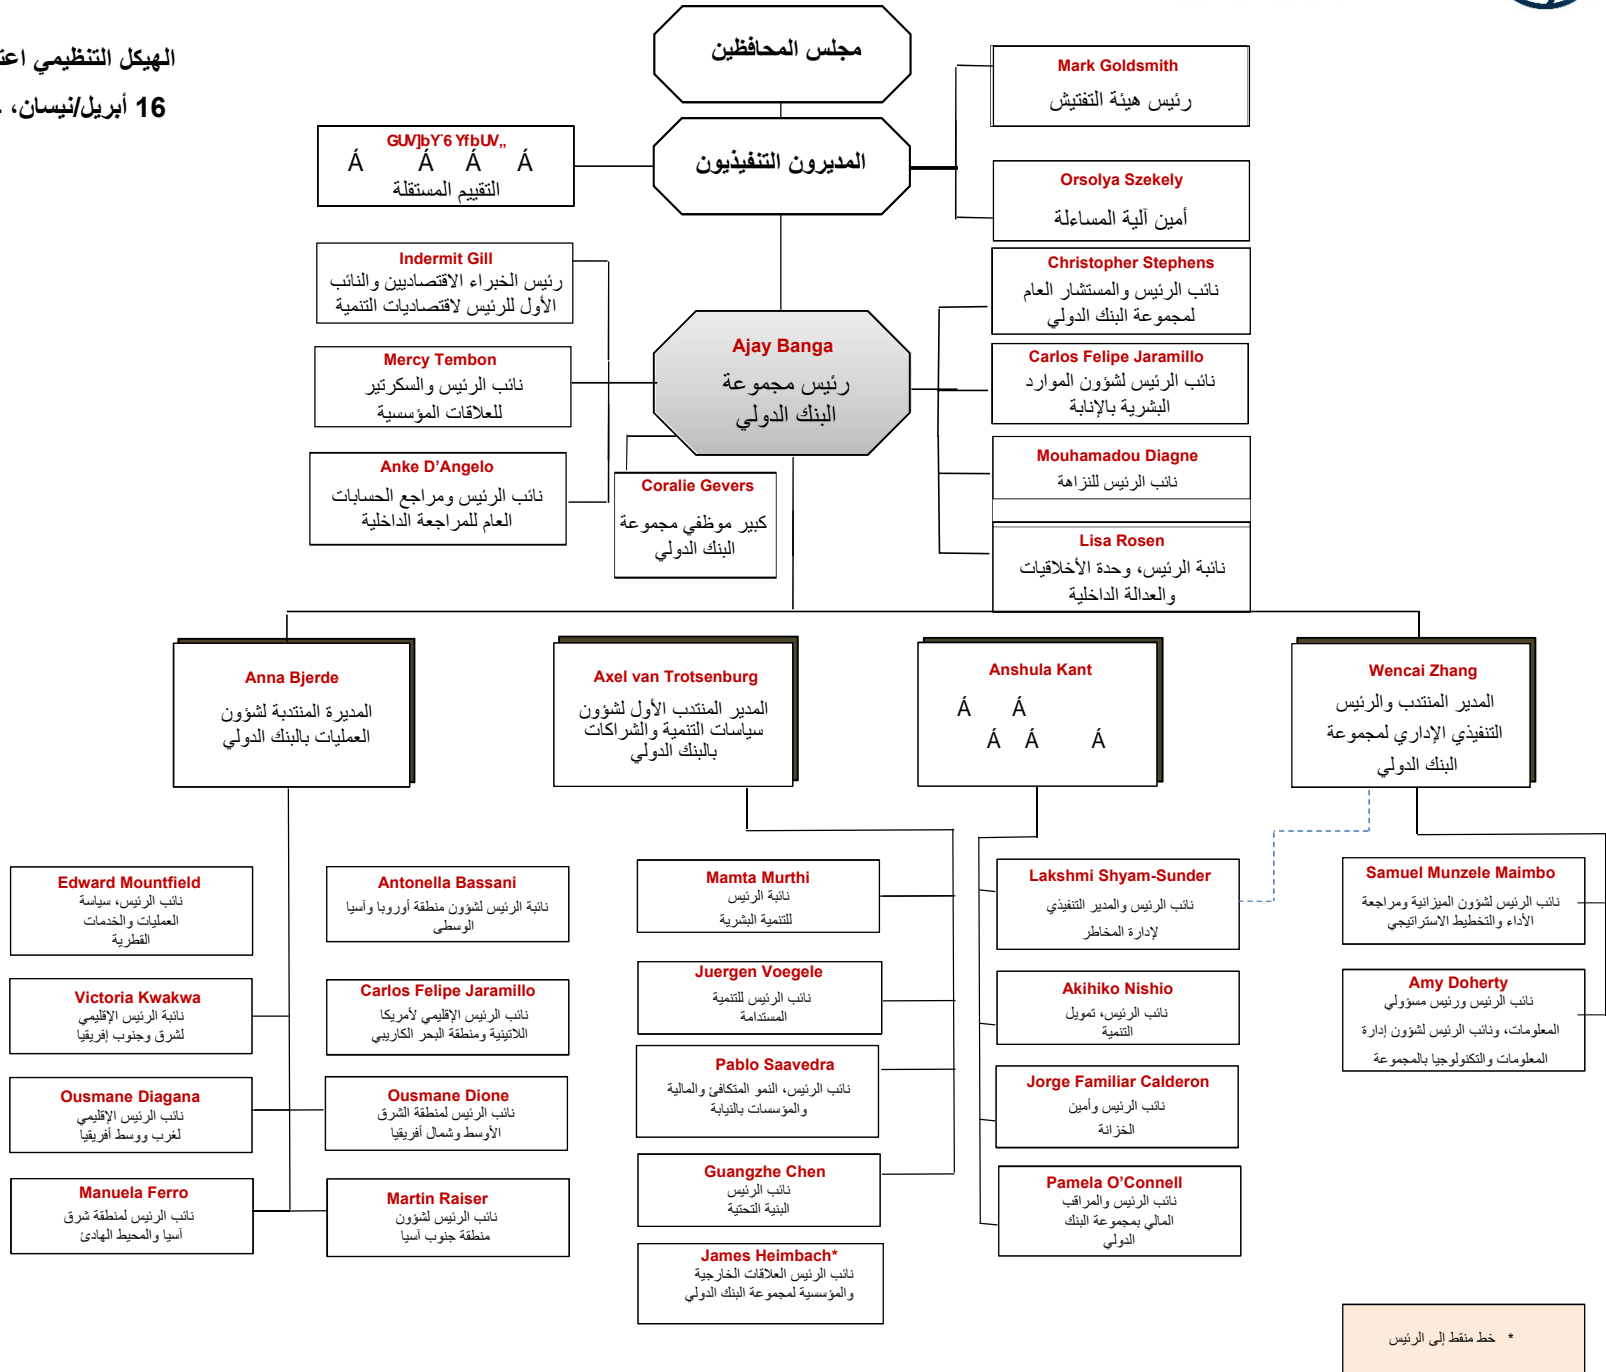 الهيكل التنظيمي
16 أبريل/نيسان،
مجلس المحافظين
المديرون التنفيذيون
Mark Goldsmith
رئيس هيئة التفتيش
GUV]bY´6 YfbUV„
Á Á Á Á
التقييم المستقلة
Orsolya Szekely
أمين آلية المساءلة
Indermit Gill
رئيس الخبراء الاقتصاديين والنائب
الأول للرئيس لاقتصاديات التنمية
Christopher Stephens
نائب الرئيس والمستشار العام
لمجموعة البنك الدولي
Ajay Banga
رئيس مجموعة
البنك الدولي
Mercy Tembon
نائب الرئيس والسكرتير
للعلاقات المؤسسية
Carlos Felipe Jaramillo
نائب الرئيس لشؤون الموارد
البشرية بالإنابة
Anke D’Angelo
نائب الرئيس ومراجع الحسابات
العام للمراجعة الداخلية
Coralie Gevers
كبير موظفي مجموعة
البنك الدولي
Mouhamadou Diagne
نائب الرئيس للنزاهة
Lisa Rosen
نائبة الرئيس، وحدة الأخلاقيات
والعدالة الداخلية
Anna Bjerde
المديرة المنتدبة لشؤون
العمليات بالبنك الدولي
Axel van Trotsenburg
المدير المنتدب الأول لشؤون
سياسات التنمية والشراكات
بالبنك الدولي
Anshula Kant
Á Á
Á Á Á
Wencai Zhang
المدير المنتدب والرئيس
التنفيذي الإداري لمجموعة
البنك الدولي
Edward Mountfield
نائب الرئيس، سياسة
العمليات والخدمات
القطرية
Antonella Bassani
نائبة الرئيس لشؤون منطقة أوروبا وآسيا
الوسطى
Victoria Kwakwa
نائبة الرئيس الإقليمي
لشرق وجنوب إفريقيا
Carlos Felipe Jaramillo
نائب الرئيس الإقليمي لأمريكا
اللاتينية ومنطقة البحر الكاريبي
Ousmane Diagana
نائب الرئيس الإقليمي
لغرب ووسط أفريقيا
Ousmane Dione
نائب الرئيس لمنطقة الشرق
الأوسط وشمال أفريقيا
Manuela Ferro
نائب الرئيس لمنطقة شرق
آسيا والمحيط الهادئ
Martin Raiser
نائب الرئيس لشؤون
منطقة جنوب آسيا
Mamta Murthi
نائبة الرئيس
للتنمية البشرية
Juergen Voegele
نائب الرئيس للتنمية
المستدامة
Pablo Saavedra
نائب الرئيس، النمو المتكافئ والمالية
والمؤسسات بالنيابة
Guangzhe Chen
نائب الرئيس
البنية التحتية
James Heimbach*
نائب الرئيس العلاقات الخارجية
والمؤسسية لمجموعة البنك الدولي
Lakshmi Shyam-Sunder
نائب الرئيس والمدير التنفيذي
لإدارة المخاطر
Akihiko Nishio
نائب الرئيس، تمويل
التنمية
Jorge Familiar Calderon
نائب الرئيس وأمين
الخزانة
Pamela O’Connell
نائب الرئيس والمراقب
المالي بمجموعة البنك
الدولي
Samuel Munzele Maimbo
نائب الرئيس لشؤون الميزانية ومراجعة
الأداء والتخطيط الاستراتيجي
Amy Doherty
نائب الرئيس ورئيس مسؤولي
المعلومات، ونائب الرئيس لشؤون إدارة
المعلومات والتكنولوجيا بالمجموعة
* خط منقط إلى الرئيس